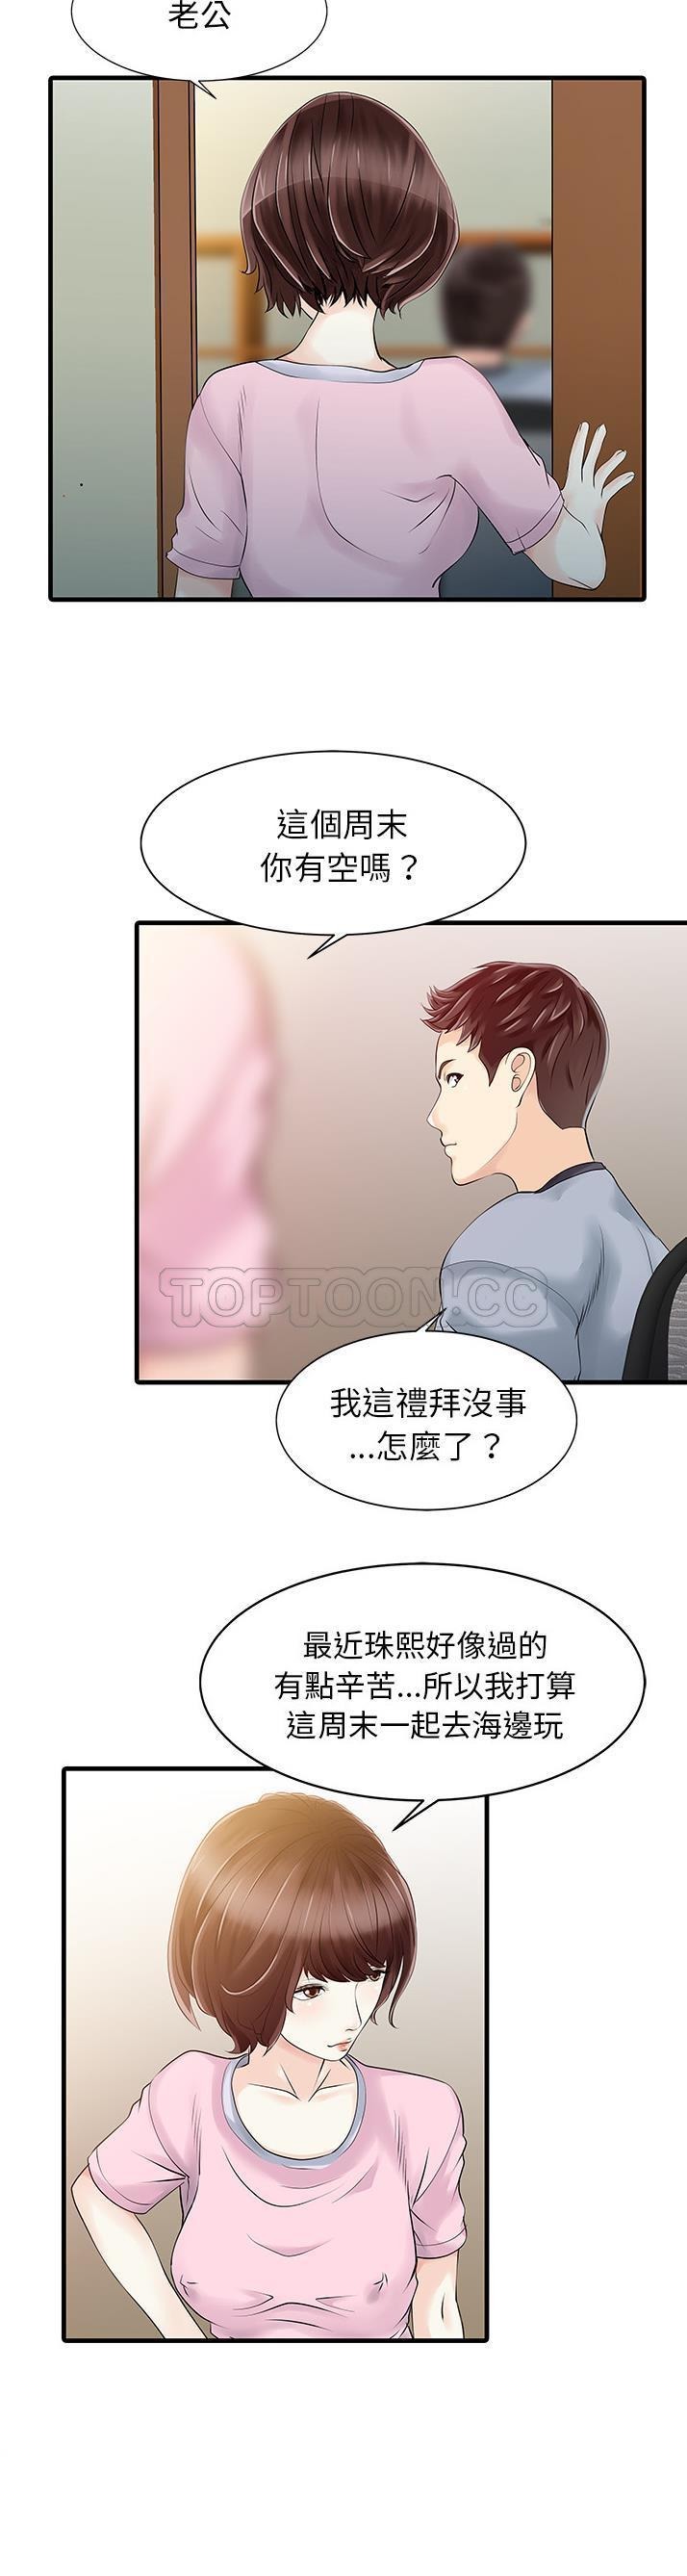 老公
這個周末
你有空嗎？
TOPTOON.CC
我這禮拜沒事
...怎麼了？
最近珠熙好像過的
有點辛苦...所以我打算
這周末一起去海邊玩